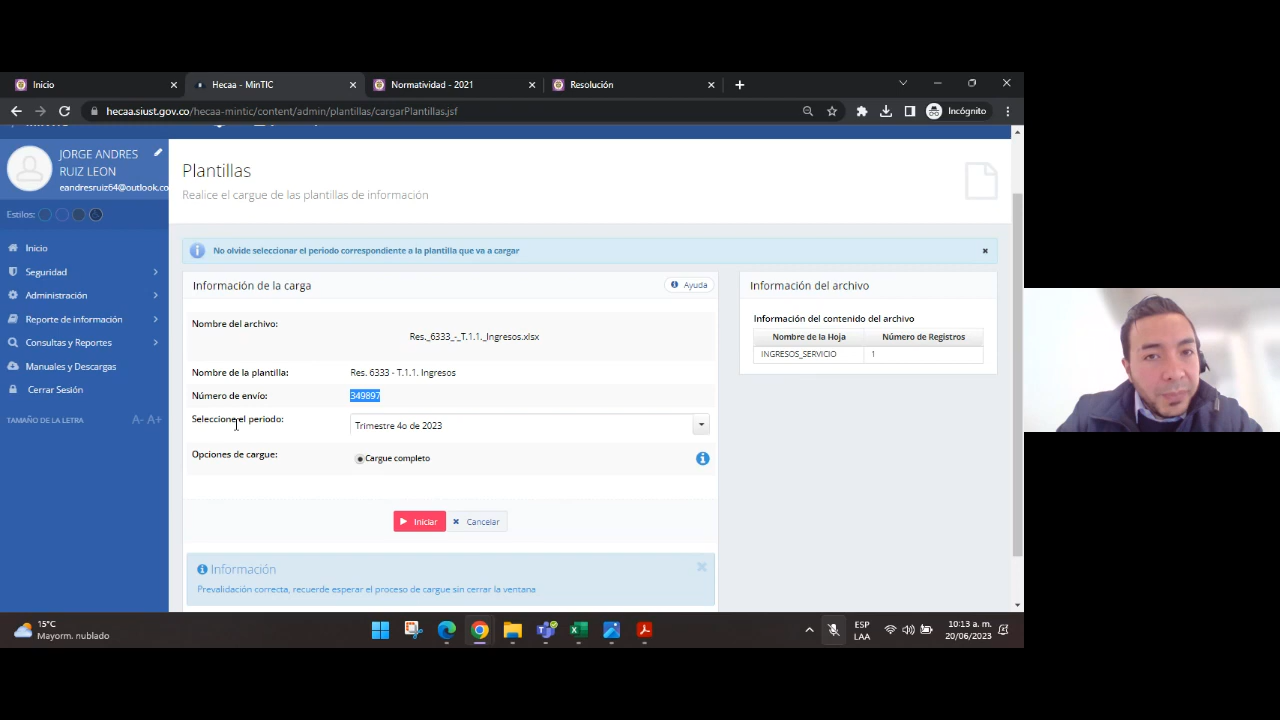 Inicio
Hecaa - MinTIC
Normatividad - 2021
Resolución
hecaa.siust.gov.co/hecaa-mintic/content/admin/plantillas/cargarPlantillas.jsf
Incógnito
JORGE ANDRES
RUIZ LEON
eandresruiz64@outlook.co
Estilos:
Inicio
Seguridad
Administración
Reporte de información
Consultas y Reportes
Manuales y Descargas
Cerrar Sesión
TAMAÑO DE LA LETRA A- A+
Plantillas
Realice el cargue de las plantillas de información
No olvide seleccionar el periodo correspondiente a la plantilla que va a cargar
Información de la carga
Ayuda
Nombre del archivo:
Res._6333_-_T.1.1._Ingresos.xlsx
Nombre de la plantilla: Res. 6333 - T.1.1. Ingresos
Número de envío: 349897
Seleccione el periodo: Trimestre 4o de 2023
Opciones de cargue: Cargue completo
Iniciar Cancelar
Información
Prevalidación correcta, recuerde esperar el proceso de cargue sin cerrar la ventana
Información del archivo
Información del contenido del archivo
Nombre de la Hoja Número de Registros
INGRESOS_SERVICIO 1
15°C
Mayorm. nublado
ESP
LAA
10:13 a. m.
20/06/2023